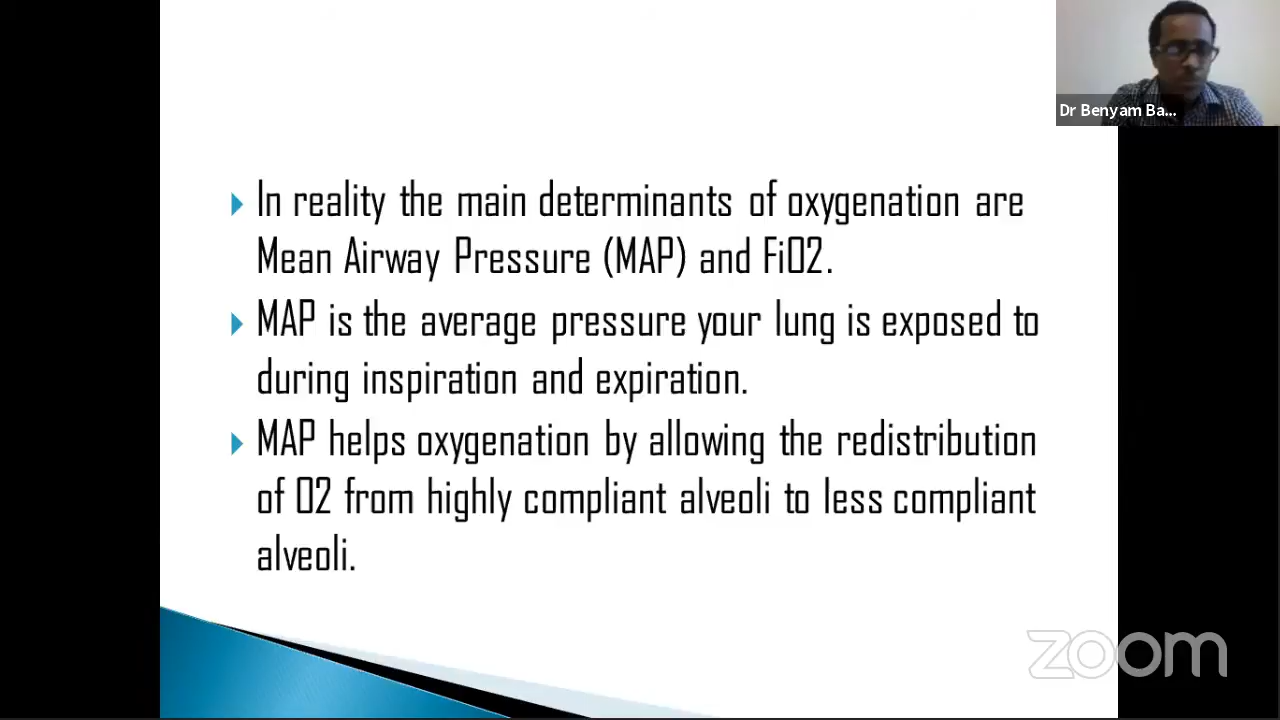 Dr Benyam Ba...
In reality the main determinants of oxygenation are
Mean Airway Pressure (MAP) and FiO2.
MAP is the average pressure your lung is exposed to
during inspiration and expiration.
MAP helps oxygenation by allowing the redistribution
of O2 from highly compliant alveoli to less compliant
alveoli.
zoom